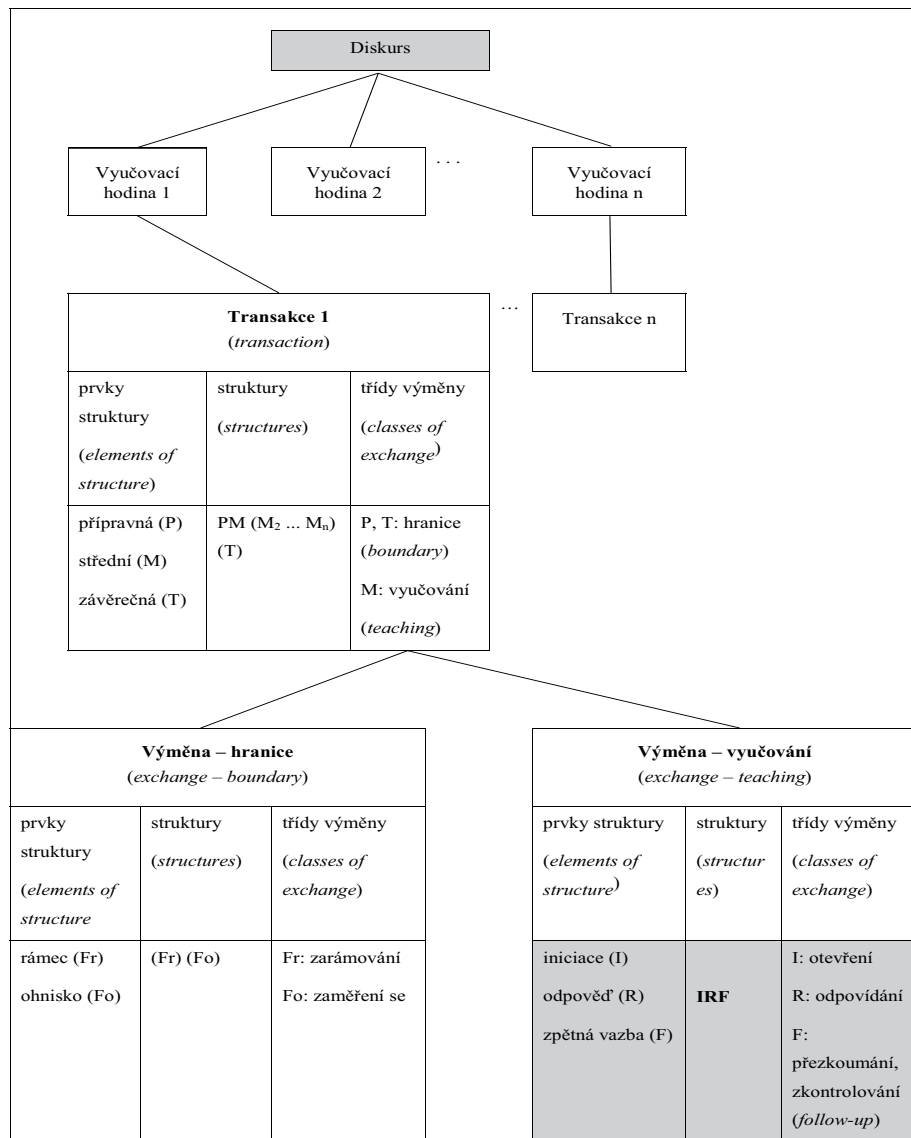 Diskurs
Vyučovací
hodina 1
Vyučovací
hodina 2
. . .
Vyučovací
hodina n
Transakce 1
(transaction)
...
Transakce n
prvky
struktury
(elements of
structure)
struktury
(structures)
třídy výměny
(classes of
exchange)
přípravná (P)
střední (M)
závěrečná (T)
PM (M₂ ... Mₙ)
(T)
P, T: hranice
(boundary)
M: vyučování
(teaching)
Výměna – hranice
(exchange – boundary)
prvky
struktury
(elements of
structure
struktury
(structures)
třídy výměny
(classes of
exchange)
rámec (Fr)
ohnisko (Fo)
(Fr) (Fo)
Fr: zarámování
Fo: zaměření se
Výměna – vyučování
(exchange – teaching)
prvky struktury
(elements of
structure)
struktury
(structur
es)
třídy výměny
(classes of
exchange)
iniciace (I)
odpověď (R)
zpětná vazba (F)
IRF
I: otevření
R: odpovídání
F:
přezkoumání,
zkontrolování
(follow-up)